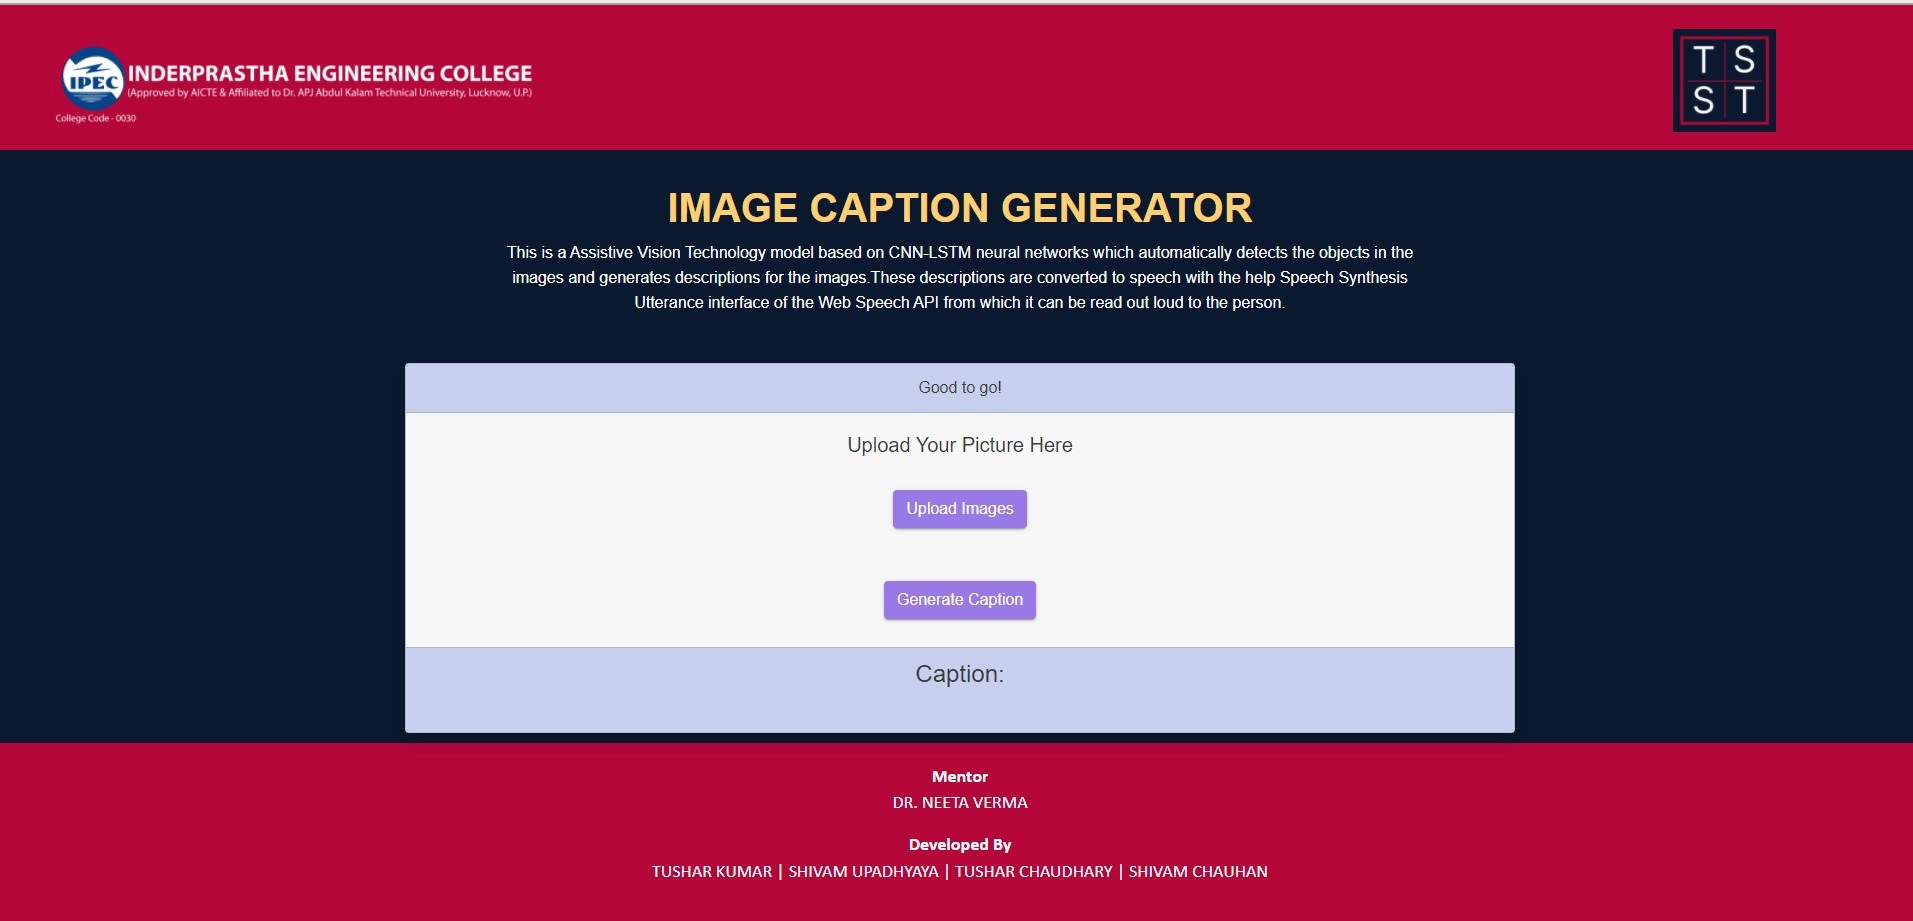 IPEC
INDERPRASTHA ENGINEERING COLLEGE
(Approved by AICTE & Affiliated to Dr. APJ Abdul Kalam Technical University, Lucknow, U.P.)
College Code - 0030
T S
S T
IMAGE CAPTION GENERATOR
This is a Assistive Vision Technology model based on CNN-LSTM neural networks which automatically detects the objects in the
images and generates descriptions for the images.These descriptions are converted to speech with the help Speech Synthesis
Utterance interface of the Web Speech API from which it can be read out loud to the person.
Good to go!
Upload Your Picture Here
Upload Images
Generate Caption
Caption:
Mentor
DR. NEETA VERMA
Developed By
TUSHAR KUMAR | SHIVAM UPADHYAYA | TUSHAR CHAUDHARY | SHIVAM CHAUHAN